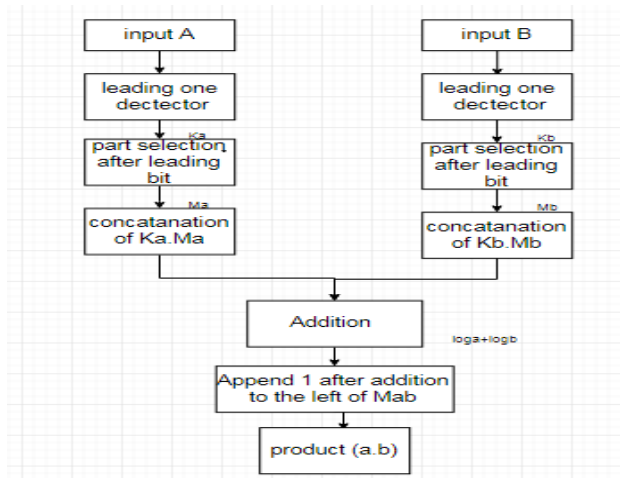 input A
input B
leading one
dectector
leading one
dectector
Ka
Kb
part selection
after leading
bit
part selection
after leading
bit
Ma
Mb
concatanation
of Ka.Ma
concatanation
of Kb.Mb
Addition
loga+logb
Append 1 after addition
to the left of Mab
product (a.b)